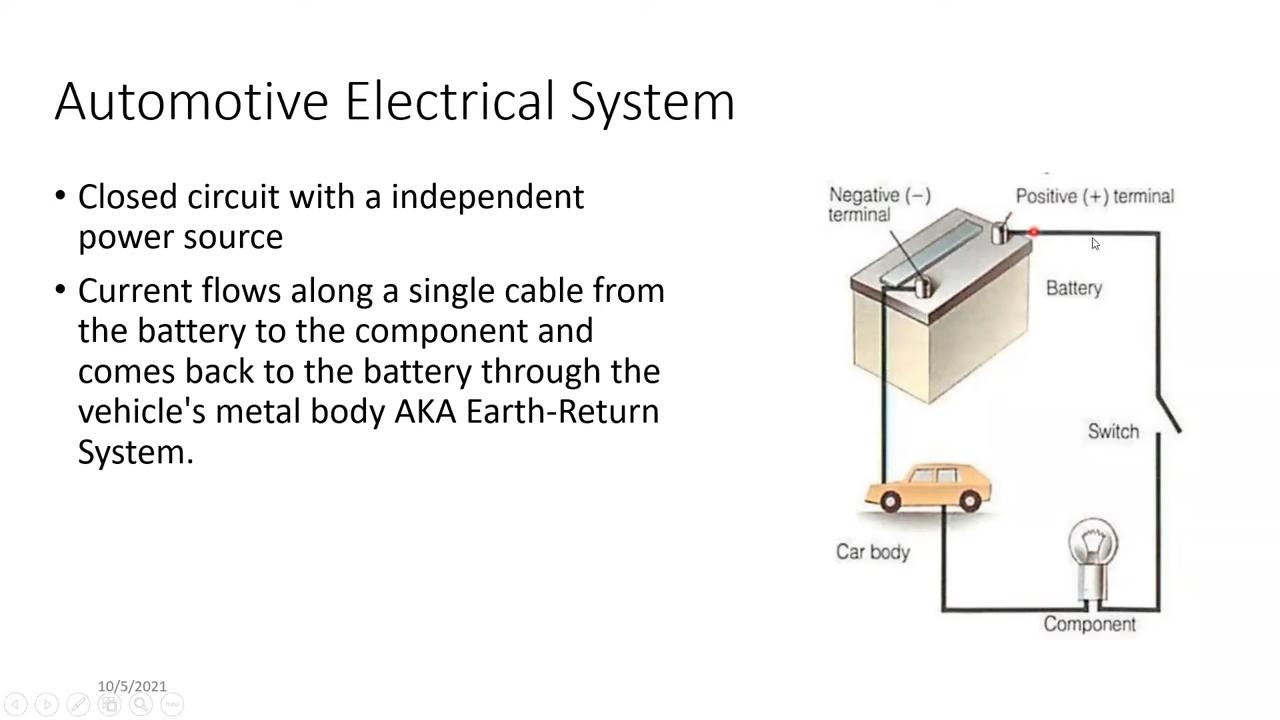 Automotive Electrical System
• Closed circuit with a independent
power source
• Current flows along a single cable from
the battery to the component and
comes back to the battery through the
vehicle's metal body AKA Earth-Return
System.
Negative (−)
terminal
Positive (+) terminal
Battery
Switch
Car body
Component
10/5/2021